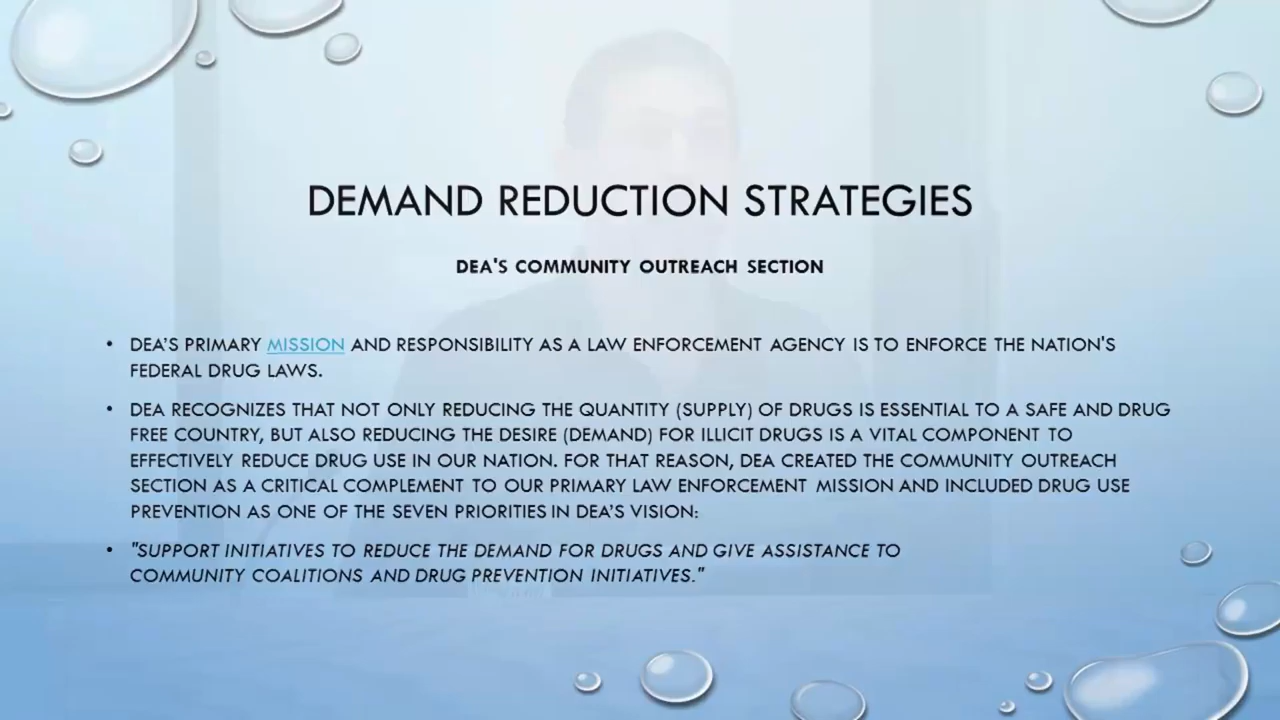 DEMAND REDUCTION STRATEGIES
DEA'S COMMUNITY OUTREACH SECTION
• DEA'S PRIMARY MISSION AND RESPONSIBILITY AS A LAW ENFORCEMENT AGENCY IS TO ENFORCE THE NATION'S
FEDERAL DRUG LAWS.
• DEA RECOGNIZES THAT NOT ONLY REDUCING THE QUANTITY (SUPPLY) OF DRUGS IS ESSENTIAL TO A SAFE AND DRUG
FREE COUNTRY, BUT ALSO REDUCING THE DESIRE (DEMAND) FOR ILLICIT DRUGS IS A VITAL COMPONENT TO
EFFECTIVELY REDUCE DRUG USE IN OUR NATION. FOR THAT REASON, DEA CREATED THE COMMUNITY OUTREACH
SECTION AS A CRITICAL COMPLEMENT TO OUR PRIMARY LAW ENFORCEMENT MISSION AND INCLUDED DRUG USE
PREVENTION AS ONE OF THE SEVEN PRIORITIES IN DEA'S VISION:
• "SUPPORT INITIATIVES TO REDUCE THE DEMAND FOR DRUGS AND GIVE ASSISTANCE TO
COMMUNITY COALITIONS AND DRUG PREVENTION INITIATIVES."